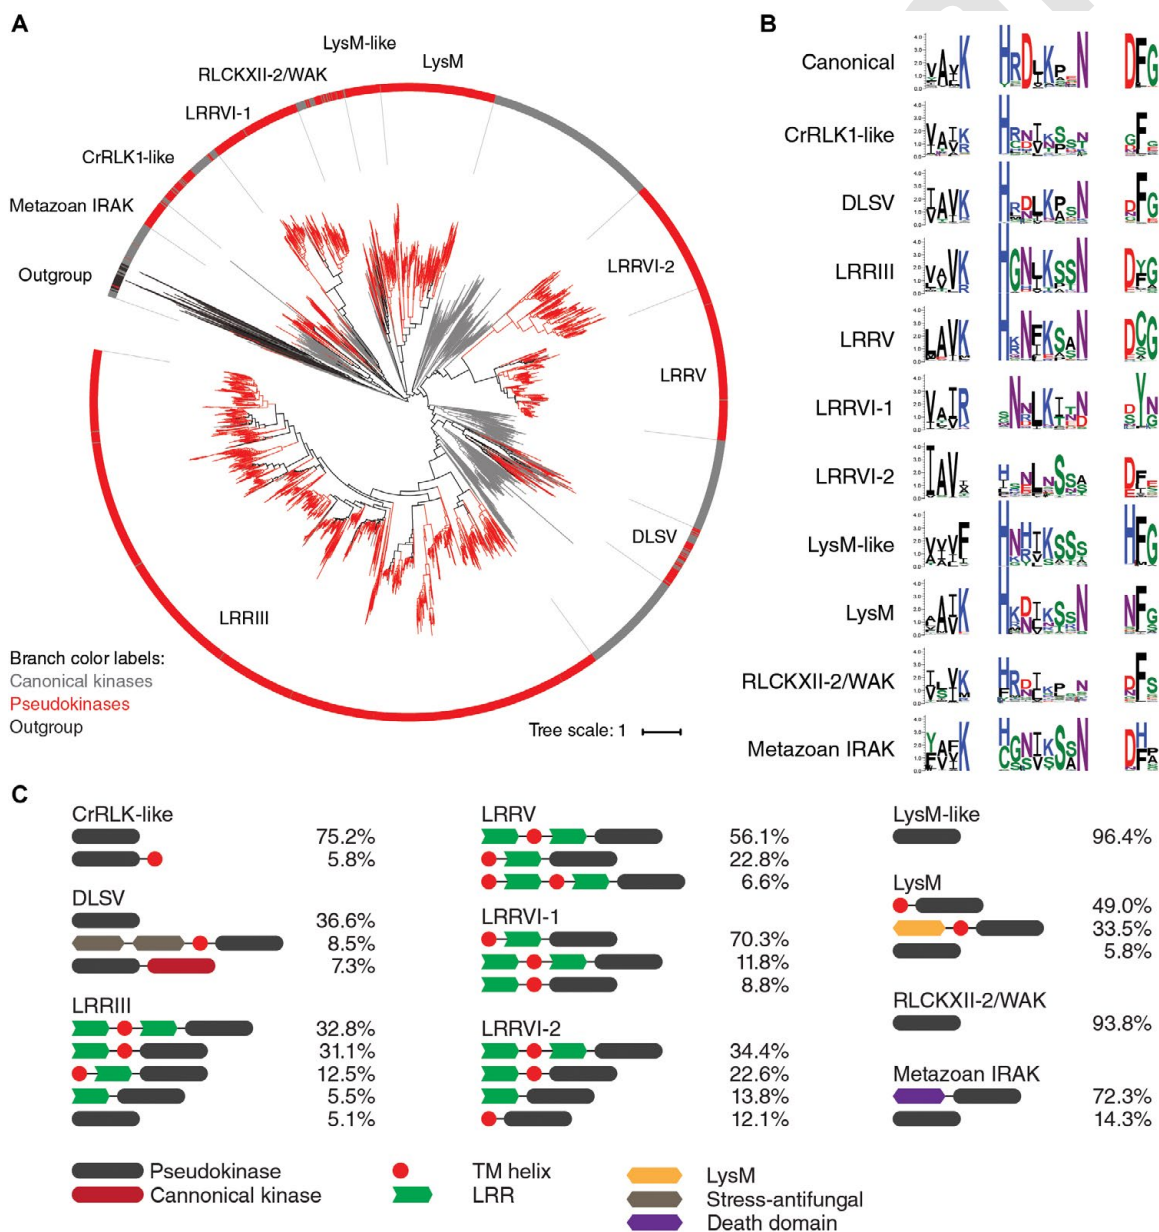 A
LysM-like
LysM
RLCKXII-2/WAK
LRRVI-1
CrRLK1-like
Metazoan IRAK
Outgroup
LRRVI-2
LRRV
DLSV
LRRIII
Branch color labels:
Canonical kinases
Pseudokinases
Outgroup
Tree scale: 1
B
Canonical
CrRLK1-like
DLSV
LRRIII
LRRV
LRRVI-1
LRRVI-2
LysM-like
LysM
RLCKXII-2/WAK
Metazoan IRAK
C
CrRLK-like
75.2%
5.8%
DLSV
36.6%
8.5%
7.3%
LRRIII
32.8%
31.1%
12.5%
5.5%
5.1%
LRRV
56.1%
22.8%
6.6%
LRRVI-1
70.3%
11.8%
8.8%
LRRVI-2
34.4%
22.6%
13.8%
12.1%
LysM-like
96.4%
LysM
49.0%
33.5%
5.8%
RLCKXII-2/WAK
93.8%
Metazoan IRAK
72.3%
14.3%
Pseudokinase
Cannonical kinase
TM helix
LRR
LysM
Stress-antifungal
Death domain